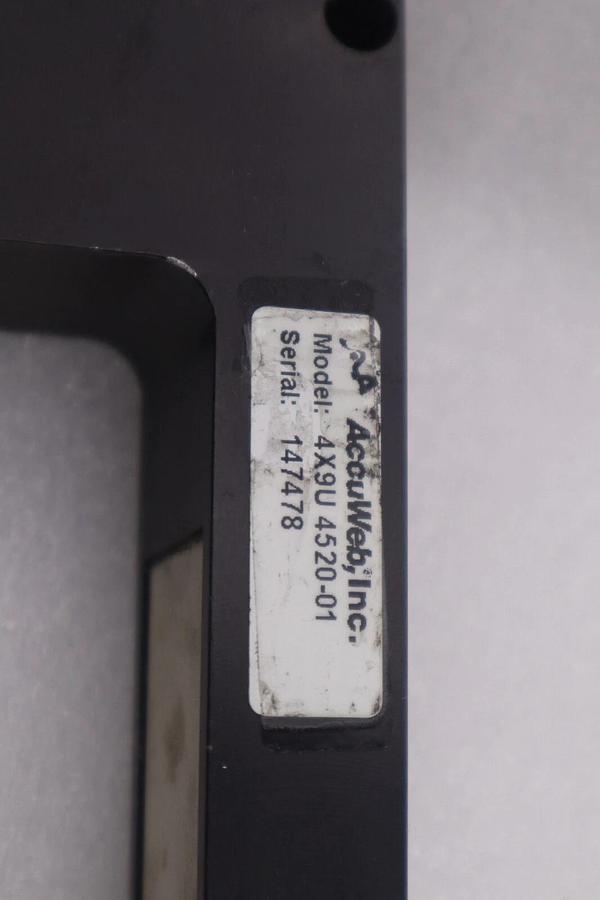 AccuWeb, Inc.
Model: 4X9U 4520-01
Serial: 147478